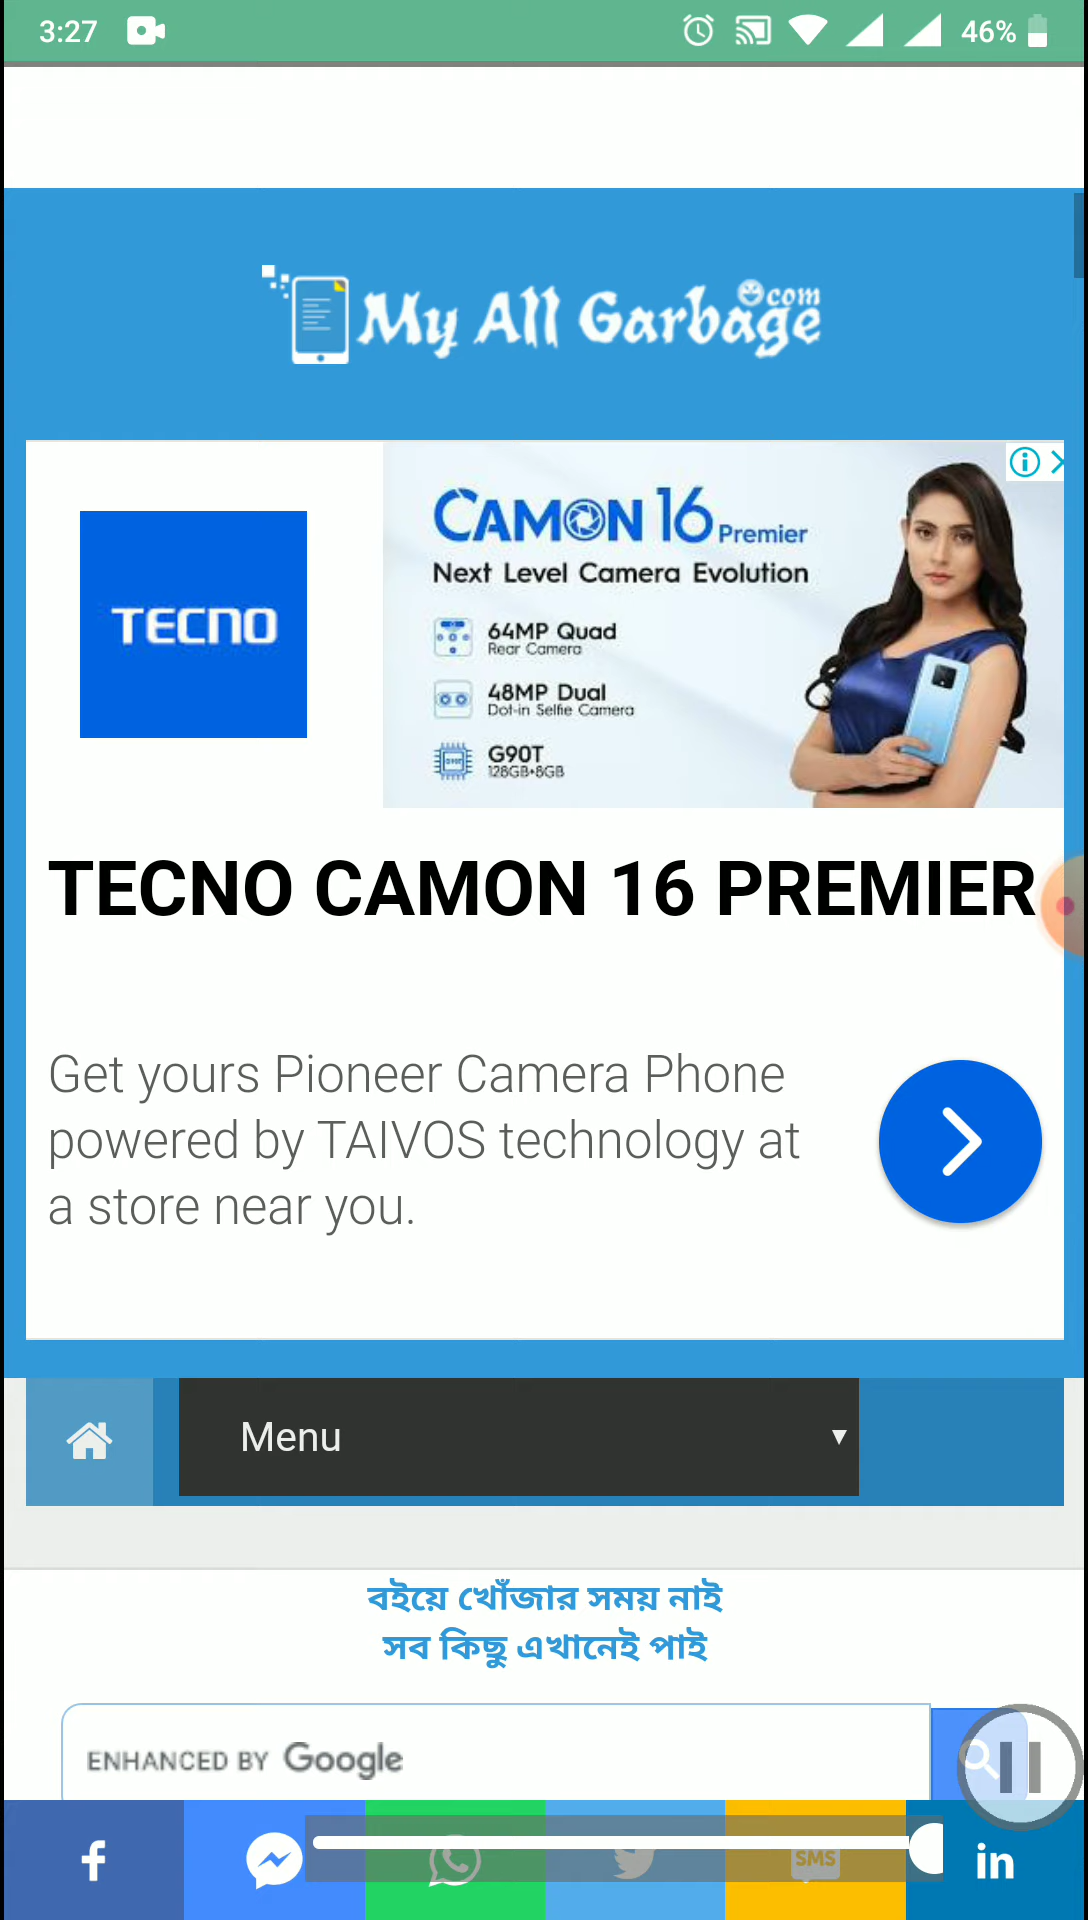 3:27
46%
My All Garbage
.com
TECNO
CAMON 16 Premier
Next Level Camera Evolution
64MP Quad
Rear Camera
48MP Dual
Dot-in Selfie Camera
G90T
128GB+8GB
TECNO CAMON 16 PREMIER
Get yours Pioneer Camera Phone
powered by TAIVOS technology at
a store near you.
Menu
বইয়ে খোঁজার সময় নাই
সব কিছু এখানেই পাই
ENHANCED BY Google
SMS
in